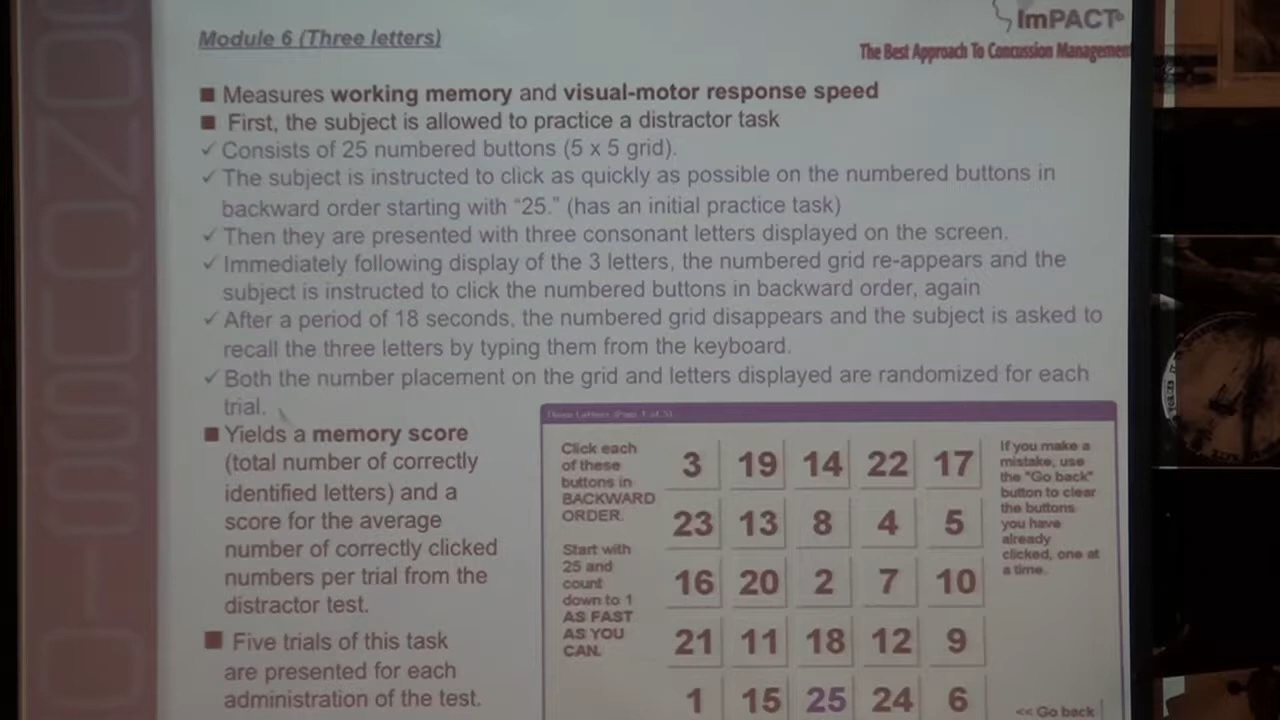 ImPACT
Module 6 (Three letters)
The Best Approach To Concussion Management
■ Measures working memory and visual-motor response speed
■ First, the subject is allowed to practice a distractor task
✓ Consists of 25 numbered buttons (5 x 5 grid).
✓ The subject is instructed to click as quickly as possible on the numbered buttons in
backward order starting with “25.” (has an initial practice task)
✓ Then they are presented with three consonant letters displayed on the screen.
✓ Immediately following display of the 3 letters, the numbered grid re-appears and the
subject is instructed to click the numbered buttons in backward order, again
✓ After a period of 18 seconds, the numbered grid disappears and the subject is asked to
recall the three letters by typing them from the keyboard.
✓ Both the number placement on the grid and letters displayed are randomized for each
trial.
■ Yields a memory score
(total number of correctly
identified letters) and a
score for the average
number of correctly clicked
numbers per trial from the
distractor test.
■ Five trials of this task
are presented for each
administration of the test.
Three Letters (Part 1 of 5)
Click each
of these
buttons in
BACKWARD
ORDER.
Start with
25 and
count
down to 1
AS FAST
AS YOU
CAN.
3 19 14 22 17
23 13 8 4 5
16 20 2 7 10
21 11 18 12 9
1 15 25 24 6
If you make a
mistake, use
the "Go back"
button to clear
the buttons
you have
already
clicked, one at
a time.
<< Go back